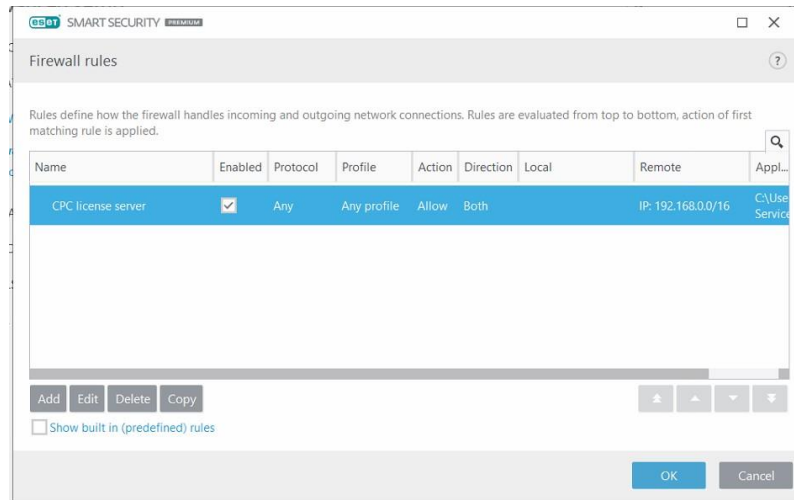 eset SMART SECURITY PREMIUM
Firewall rules
?
Rules define how the firewall handles incoming and outgoing network connections. Rules are evaluated from top to bottom, action of first
matching rule is applied.
Name Enabled Protocol Profile Action Direction Local Remote Appl...
CPC license server Any Any profile Allow Both IP: 192.168.0.0/16 C:\Use
Service
Add Edit Delete Copy
Show built in (predefined) rules
OK Cancel